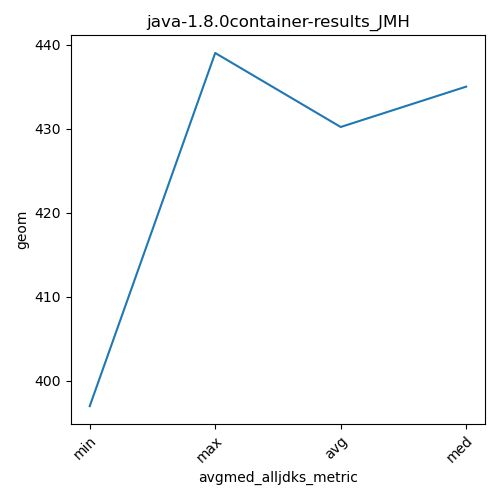 java-1.8.0container-results_JMH
440
430
420
410
400
geom
min
max
avg
med
avgmed_alljdks_metric